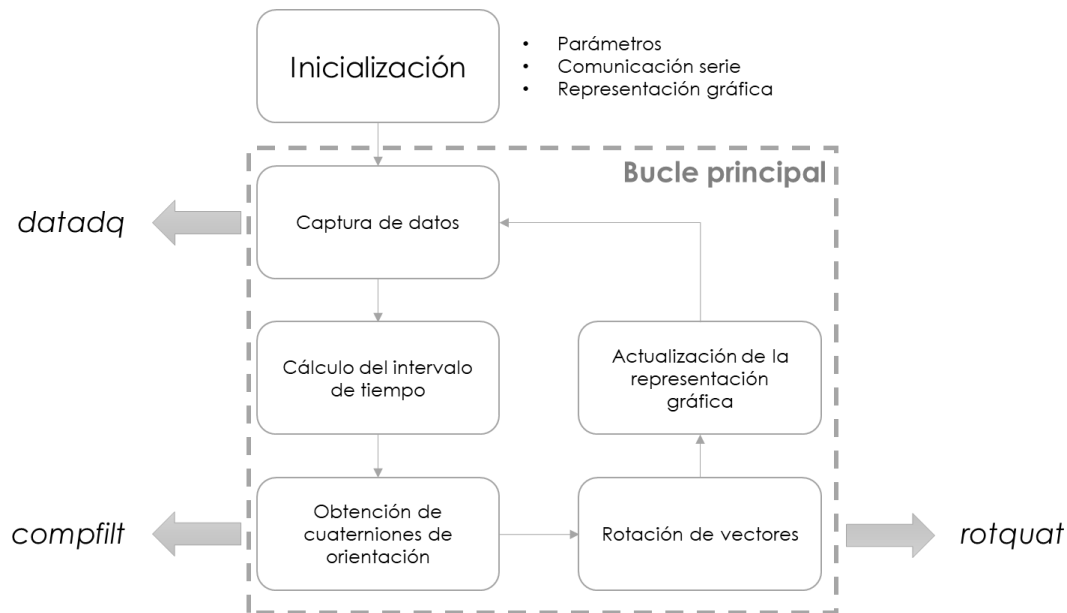 Inicialización
• Parámetros
• Comunicación serie
• Representación gráfica
Bucle principal
datadq
Captura de datos
Cálculo del intervalo
de tiempo
Actualización de la
representación
gráfica
compfilt
Obtención de
cuaterniones de
orientación
Rotación de vectores
rotquat